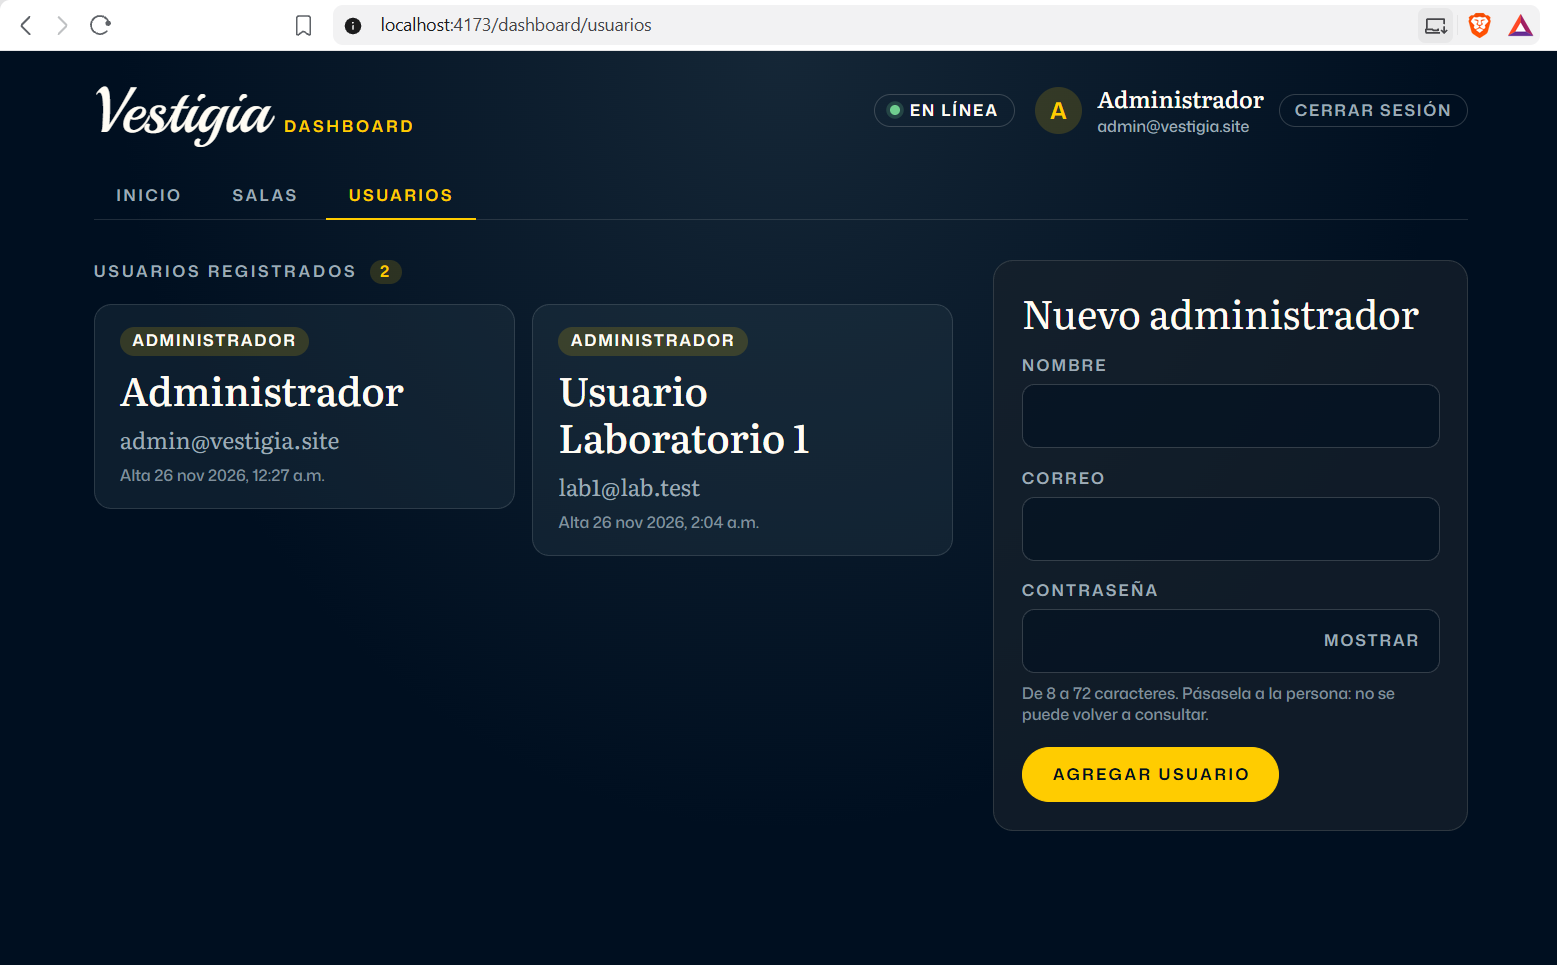 localhost:4173/dashboard/usuarios
Vestigia DASHBOARD
EN LÍNEA
A
Administrador
admin@vestigia.site
CERRAR SESIÓN
INICIO
SALAS
USUARIOS
USUARIOS REGISTRADOS 2
ADMINISTRADOR
Administrador
admin@vestigia.site
Alta 26 nov 2026, 12:27 a.m.
ADMINISTRADOR
Usuario
Laboratorio 1
lab1@lab.test
Alta 26 nov 2026, 2:04 a.m.
Nuevo administrador
NOMBRE
CORREO
CONTRASEÑA
MOSTRAR
De 8 a 72 caracteres. Pásasela a la persona: no se
puede volver a consultar.
AGREGAR USUARIO